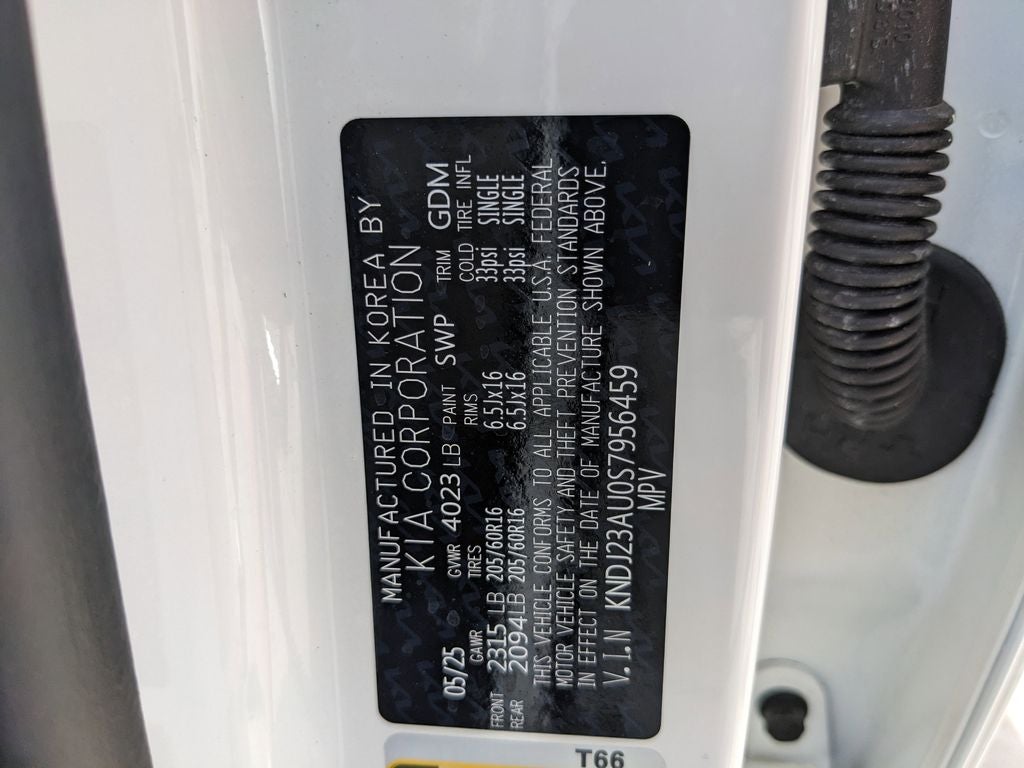 MANUFACTURED IN KOREA BY
KIA CORPORATION
05/25 GVWR 4023 LB PAINT SWP TRIM GDM
GAWR TIRES RIMS COLD TIRE INFL
FRONT 2315 LB 205/60R16 6.5Jx16 33psi SINGLE
REAR 2094LB 205/60R16 6.5Jx16 33psi SINGLE
THIS VEHICLE CONFORMS TO ALL APPLICABLE U.S.A. FEDERAL
MOTOR VEHICLE SAFETY AND THEFT PREVENTION STANDARDS
IN EFFECT ON THE DATE OF MANUFACTURE SHOWN ABOVE.
V.I.N KNDJ23AU0S7956459
MPV
T66